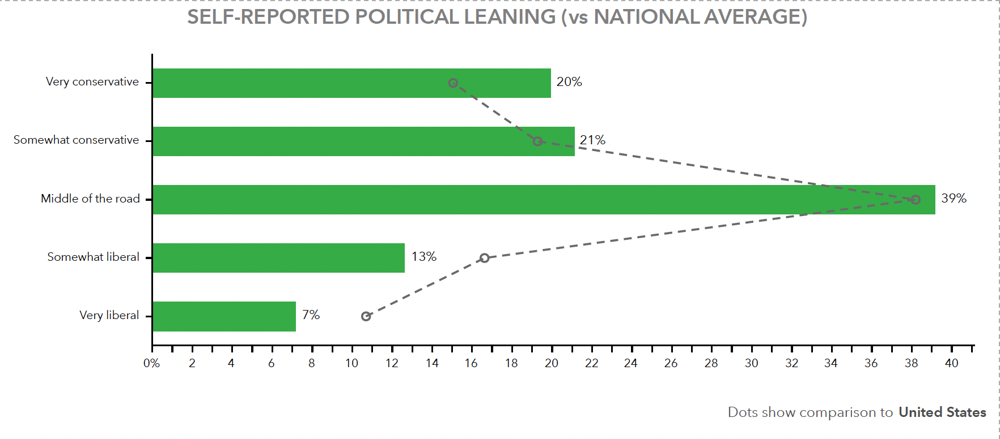 SELF-REPORTED POLITICAL LEANING (vs NATIONAL AVERAGE)
Very conservative 20%
Somewhat conservative 21%
Middle of the road 39%
Somewhat liberal 13%
Very liberal 7%
0% 2 4 6 8 10 12 14 16 18 20 22 24 26 28 30 32 34 36 38 40
Dots show comparison to United States